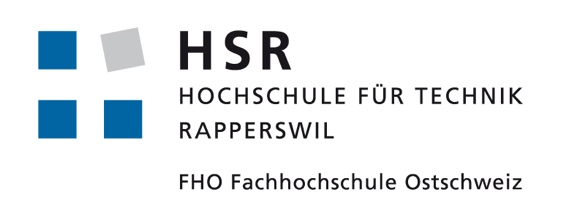 HSR
HOCHSCHULE FÜR TECHNIK
RAPPERSWIL
FHO Fachhochschule Ostschweiz